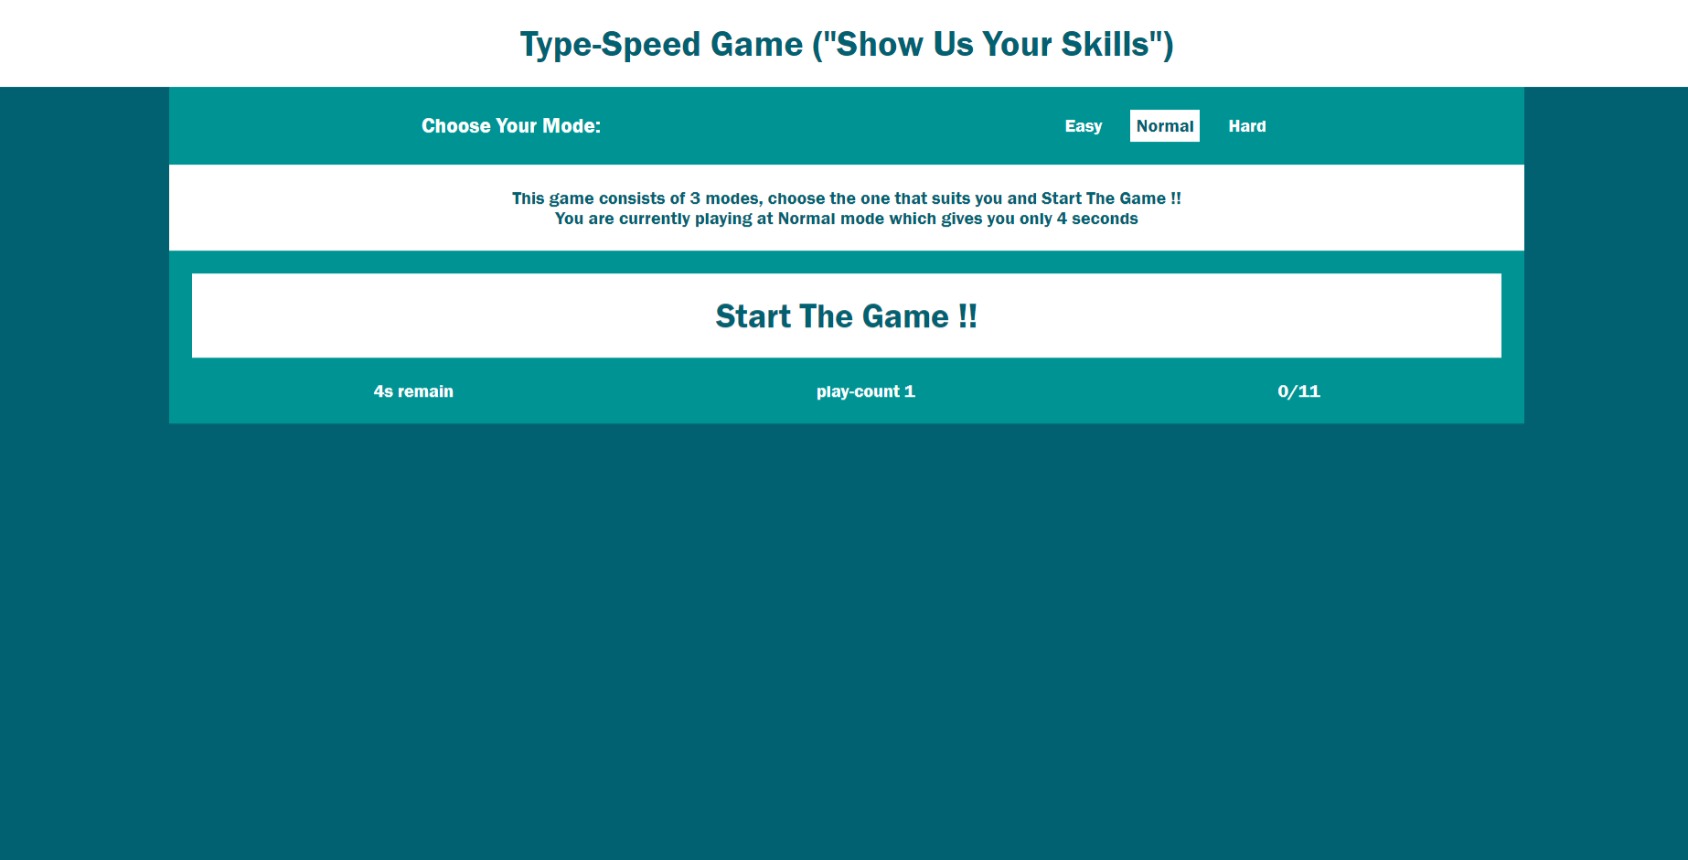 Type-Speed Game ("Show Us Your Skills")
Choose Your Mode:
Easy Normal Hard
This game consists of 3 modes, choose the one that suits you and Start The Game !!
You are currently playing at Normal mode which gives you only 4 seconds
Start The Game !!
4s remain
play-count 1
0/11